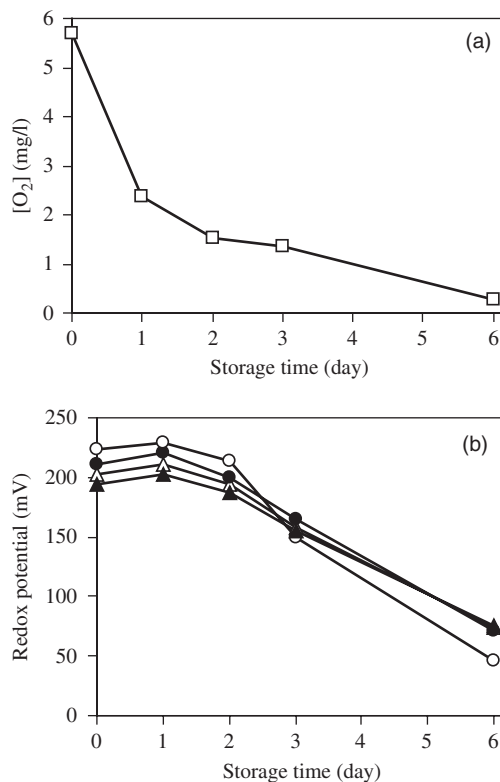 (a)
[O₂] (mg/l)
6
5
4
3
2
1
0
0 1 2 3 4 5 6
Storage time (day)
(b)
Redox potential (mV)
250
200
150
100
50
0
0 1 2 3 4 5 6
Storage time (day)